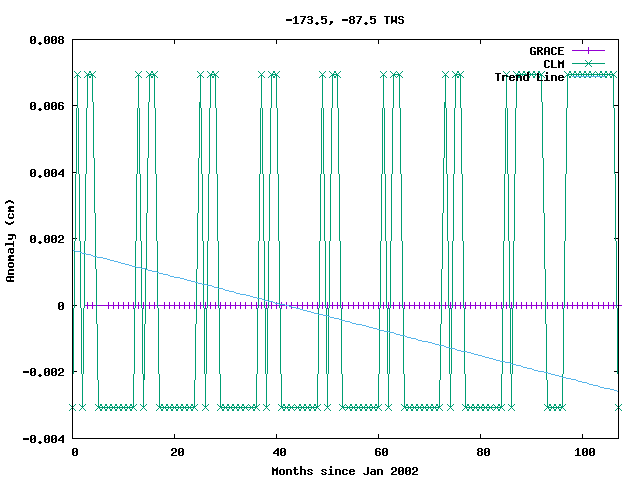 -173.5, -87.5 TWS
GRACE
CLM
Trend Line
0.008
0.006
0.004
0.002
0
-0.002
-0.004
Anomaly (cm)
0 20 40 60 80 100
Months since Jan 2002